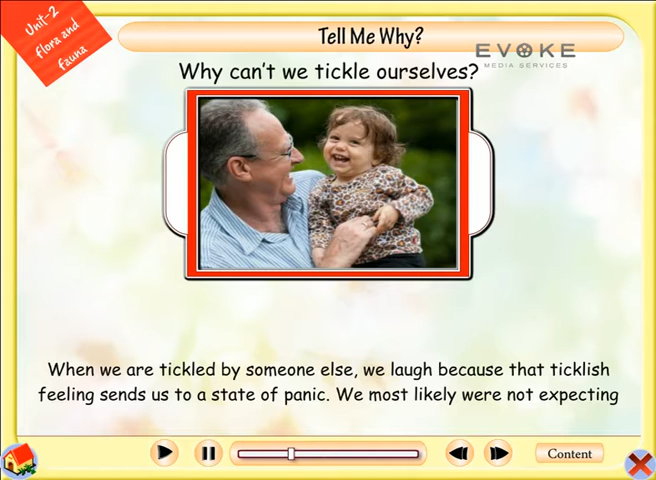 Unit-2
flora and
fauna
Tell Me Why?
EVOKE
MEDIA SERVICES
Why can't we tickle ourselves?
When we are tickled by someone else, we laugh because that ticklish
feeling sends us to a state of panic. We most likely were not expecting
Content